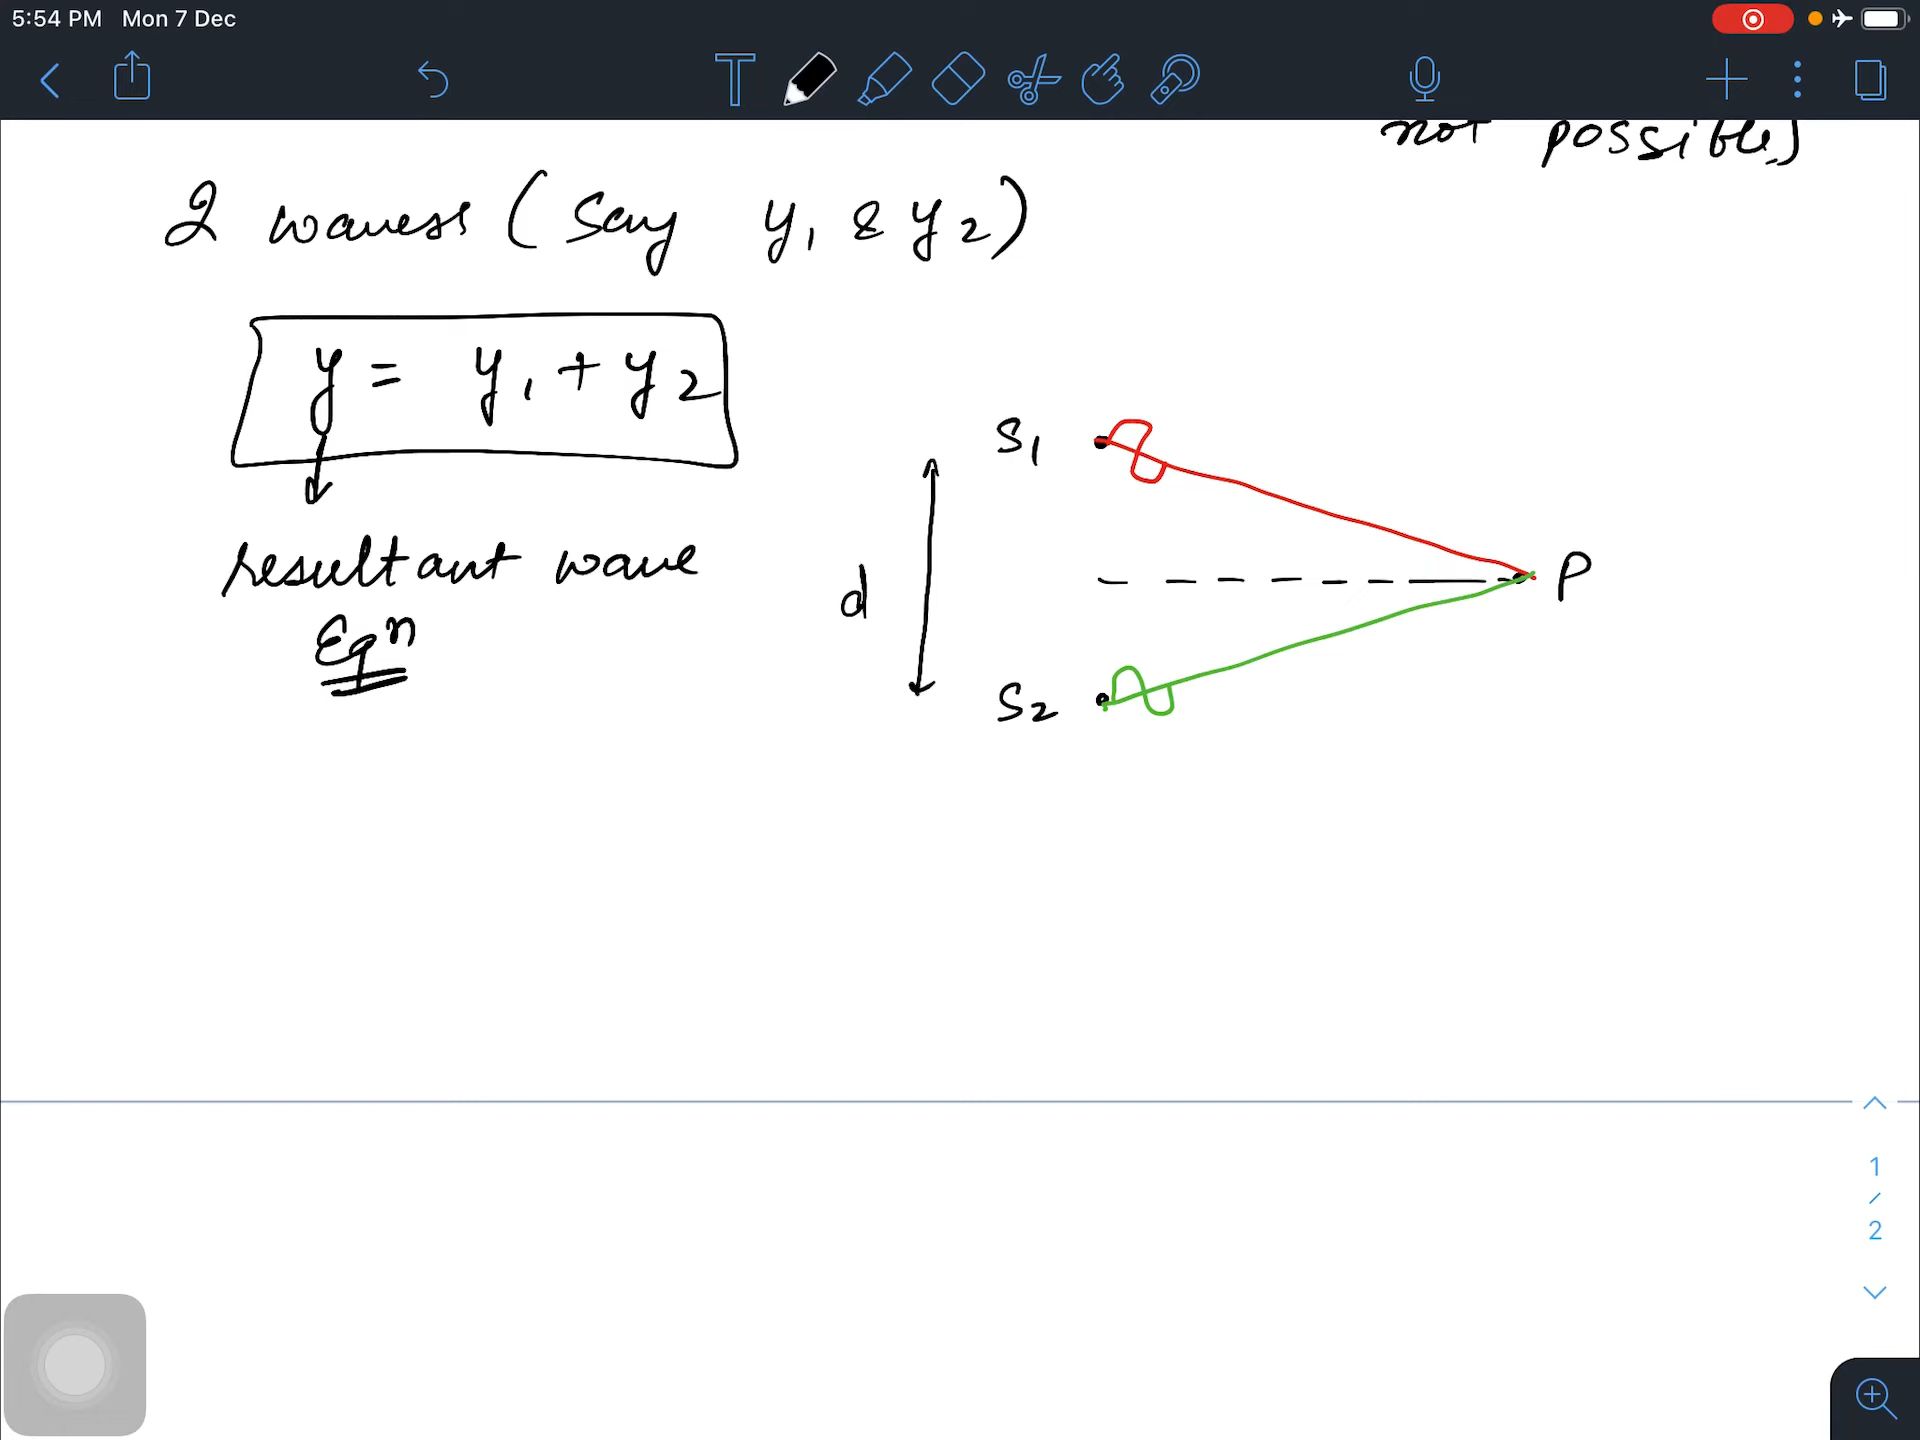 5:54 PM Mon 7 Dec
not possible)
2 waves (Say y1 & y2)
y = y1 + y2
resultant wave
Eqn
S1
d
P
S2
1
/
2